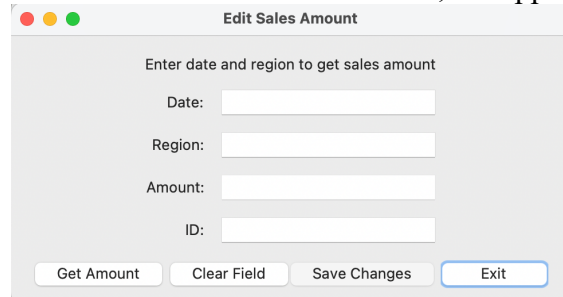 Edit Sales Amount
Enter date and region to get sales amount
Date:
Region:
Amount:
ID:
Get Amount Clear Field Save Changes Exit